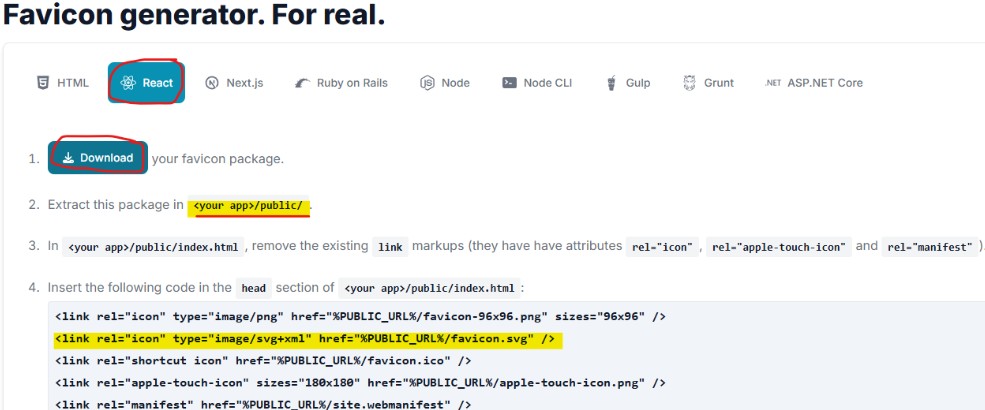 Favicon generator. For real.
HTML React Next.js Ruby on Rails Node Node CLI Gulp Grunt .NET ASP.NET Core
1. Download your favicon package.
2. Extract this package in <your app>/public/.
3. In <your app>/public/index.html, remove the existing link markups (they have have attributes rel="icon", rel="apple-touch-icon" and rel="manifest").
4. Insert the following code in the head section of <your app>/public/index.html:
<link rel="icon" type="image/png" href="%PUBLIC_URL%/favicon-96x96.png" sizes="96x96" />
<link rel="icon" type="image/svg+xml" href="%PUBLIC_URL%/favicon.svg" />
<link rel="shortcut icon" href="%PUBLIC_URL%/favicon.ico" />
<link rel="apple-touch-icon" sizes="180x180" href="%PUBLIC_URL%/apple-touch-icon.png" />
<link rel="manifest" href="%PUBLIC_URL%/site.webmanifest" />